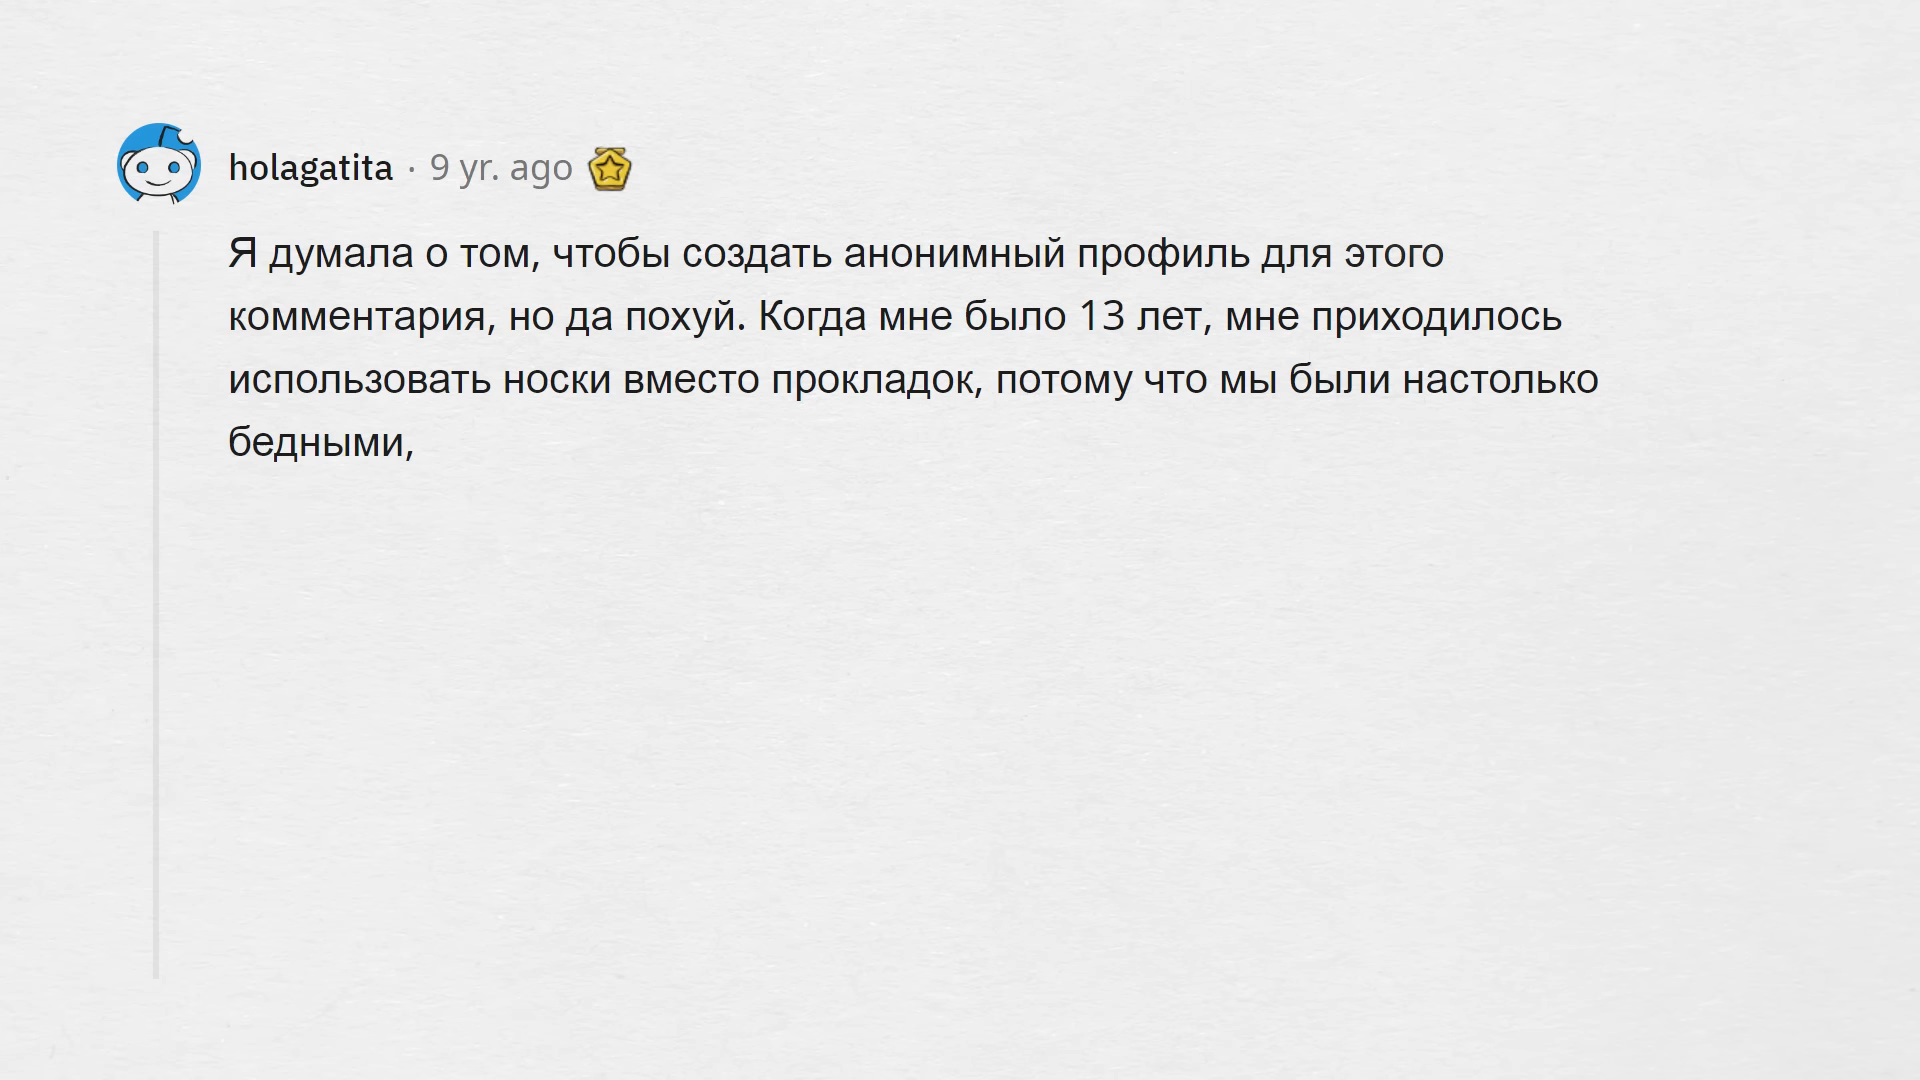 holagatita · 9 yr. ago
Я думала о том, чтобы создать анонимный профиль для этого
комментария, но да похуй. Когда мне было 13 лет, мне приходилось
использовать носки вместо прокладок, потому что мы были настолько
бедными,